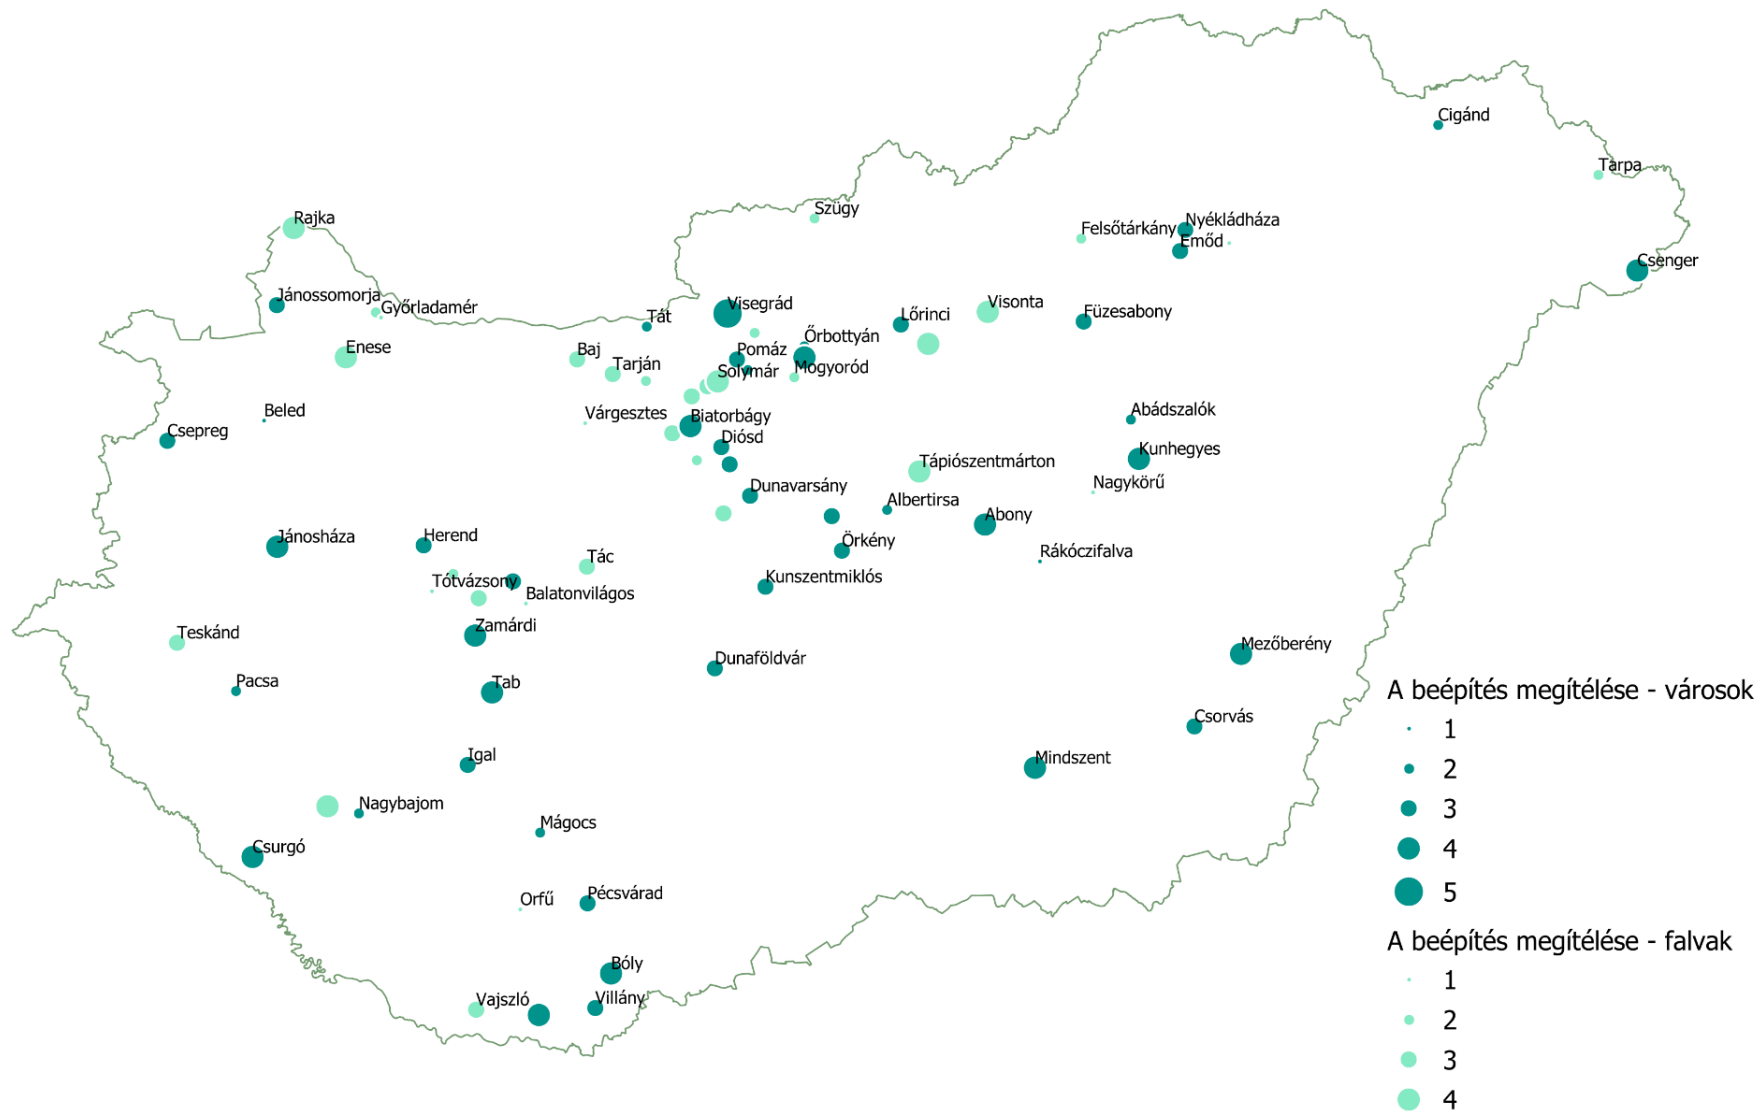 Cigánd
Tarpa
Szügy
Rajka
Nyékládháza
Felsőtárkány
Emőd
Csenger
Jánossomorja
Győrladamér
Visegrád
Visonta
Tát
Lőrinci
Füzesabony
Őrbottyán
Enese
Baj
Pomáz
Tarján
Solymár
Mogyoród
Beled
Várgesztes
Biatorbágy
Abádszalók
Csepreg
Diósd
Kunhegyes
Tápiószentmárton
Nagykörű
Dunavarsány
Albertirsa
Abony
Jánosháza
Herend
Örkény
Rákóczifalva
Tác
Tótvázsony
Kunszentmiklós
Balatonvilágos
Teskánd
Zamárdi
Mezőberény
Dunaföldvár
Pacsa
Tab
Csorvás
Igal
Mindszent
Nagybajom
Mágocs
Csurgó
Orfű
Pécsvárad
Bóly
Vajszló
Villány
A beépítés megítélése - városok
1
2
3
4
5
A beépítés megítélése - falvak
1
2
3
4